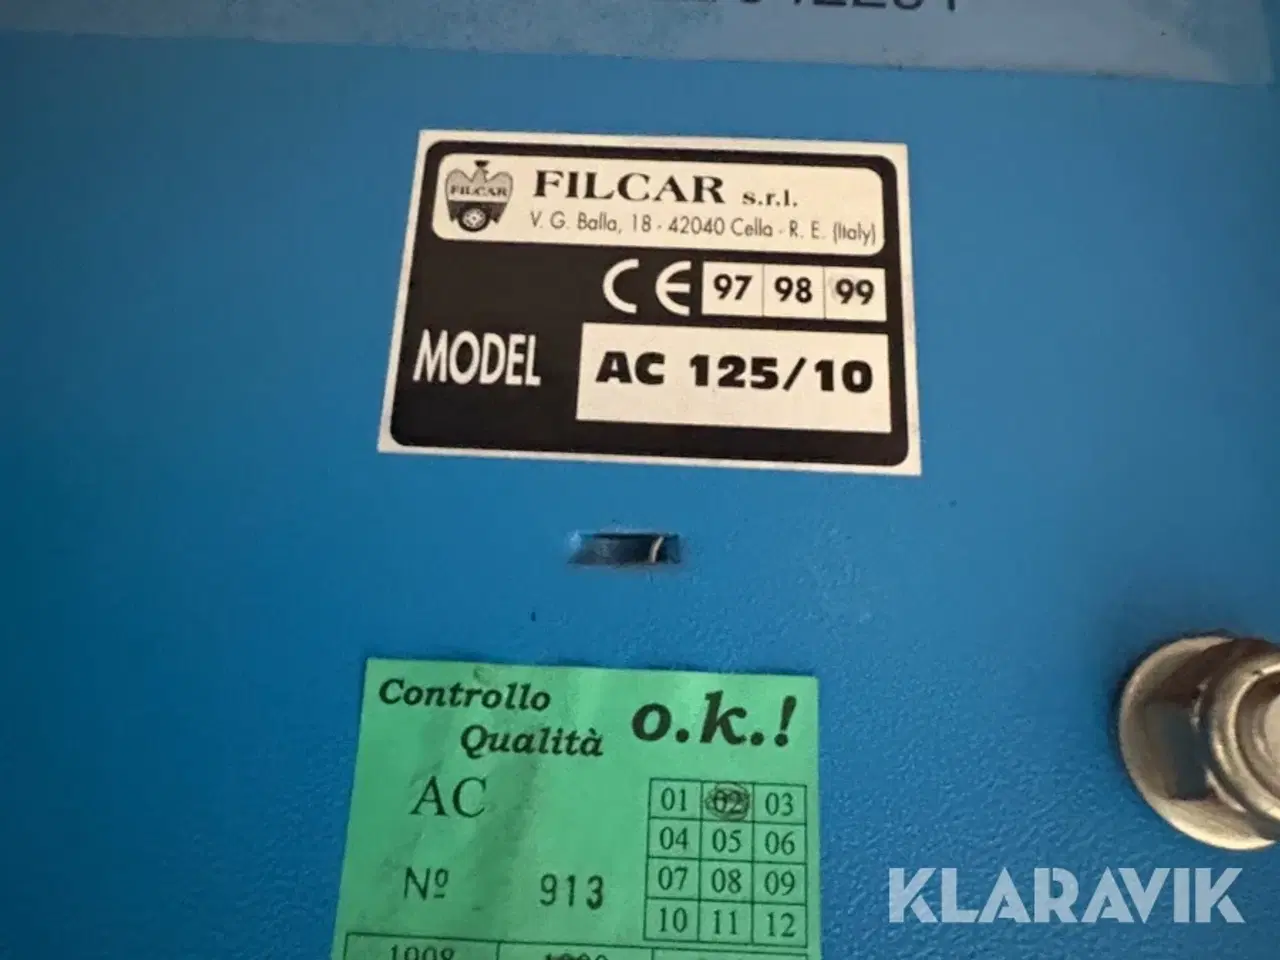 FILCAR
FILCAR s.r.l.
V. G. Balla, 18 - 42040 Cella - R. E. (Italy)
CE 97 98 99
MODEL AC 125/10
Controllo
Qualità
o.k.!
AC
01 02 03
04 05 06
07 08 09
10 11 12
Nº 913
1998
KLARAVIK